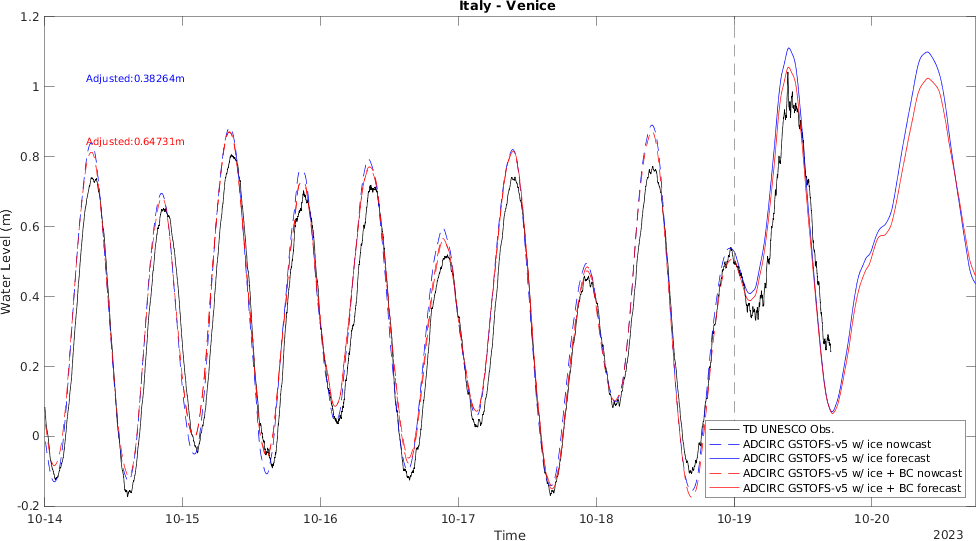 Italy - Venice
Adjusted:0.38264m
Adjusted:0.64731m
Water Level (m)
1.2
1
0.8
0.6
0.4
0.2
0
-0.2
TD UNESCO Obs.
ADCIRC GSTOFS-v5 w/ ice nowcast
ADCIRC GSTOFS-v5 w/ ice forecast
ADCIRC GSTOFS-v5 w/ ice + BC nowcast
ADCIRC GSTOFS-v5 w/ ice + BC forecast
10-14 10-15 10-16 10-17 10-18 10-19 10-20
Time
2023